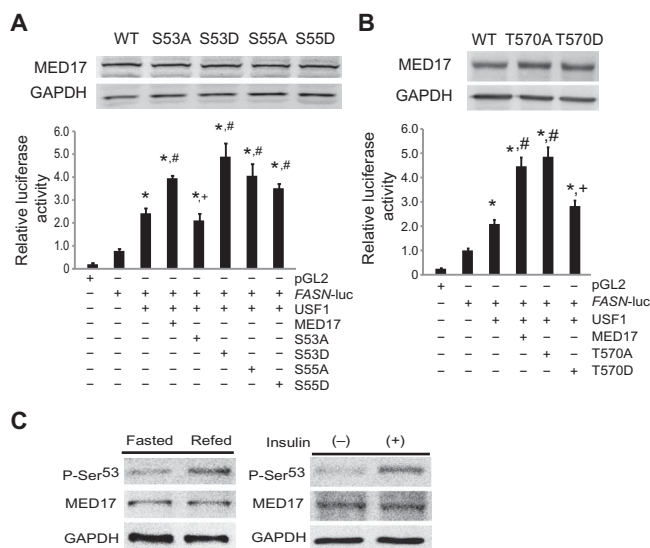 A
WT S53A S53D S55A S55D
MED17
GAPDH
Relative luciferase
activity
6.0
5.0
4.0
3.0
2.0
1.0
0
* *,# *,+ *,# *,# *,#
+ – – – – – – – pGL2
– + + + + + + + FASN-luc
– – + + + + + + USF1
– – – + – – – – MED17
– – – – + – – – S53A
– – – – – + – – S53D
– – – – – – + – S55A
– – – – – – – + S55D
B
WT T570A T570D
MED17
GAPDH
Relative luciferase
activity
6.0
5.0
4.0
3.0
2.0
1.0
0
* *,# *,# *,+
+ – – – – – pGL2
– + + + + + FASN-luc
– – + + + + USF1
– – – + – – MED17
– – – – + – T570A
– – – – – + T570D
C
Fasted Refed
P-Ser53
MED17
GAPDH
Insulin (–) (+)
P-Ser53
MED17
GAPDH